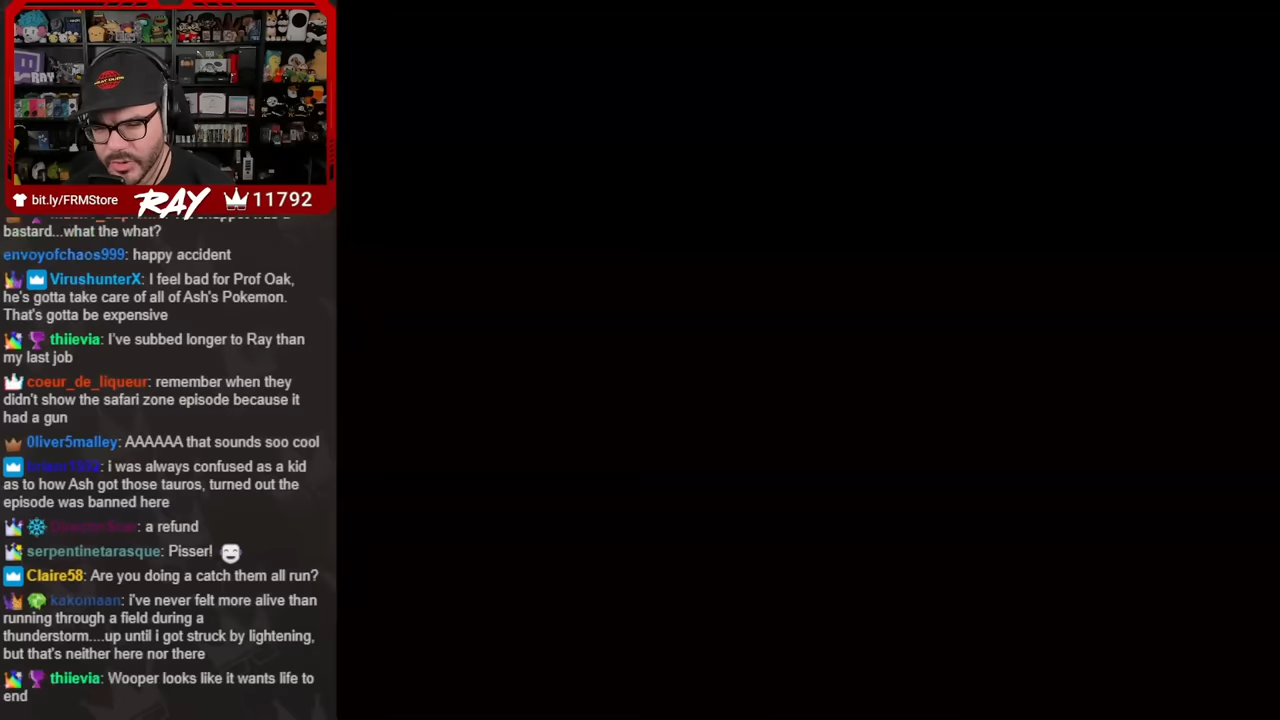 bit.ly/FRMStore
RAY
11792
bastard...what the what?
envoyofchaos999: happy accident
VirushunterX: I feel bad for Prof Oak,
he's gotta take care of all of Ash's Pokemon.
That's gotta be expensive
thiievia: I've subbed longer to Ray than
my last job
coeur_de_liqueur: remember when they
didn't show the safari zone episode because it
had a gun
0liver5malley: AAAAAA that sounds soo cool
: i was always confused as a kid
as to how Ash got those tauros, turned out the
episode was banned here
: a refund
serpentinetarasque: Pisser!
Claire58: Are you doing a catch them all run?
kakomaan: i've never felt more alive than
running through a field during a
thunderstorm....up until i got struck by lightening,
but that's neither here nor there
thiievia: Wooper looks like it wants life to
end